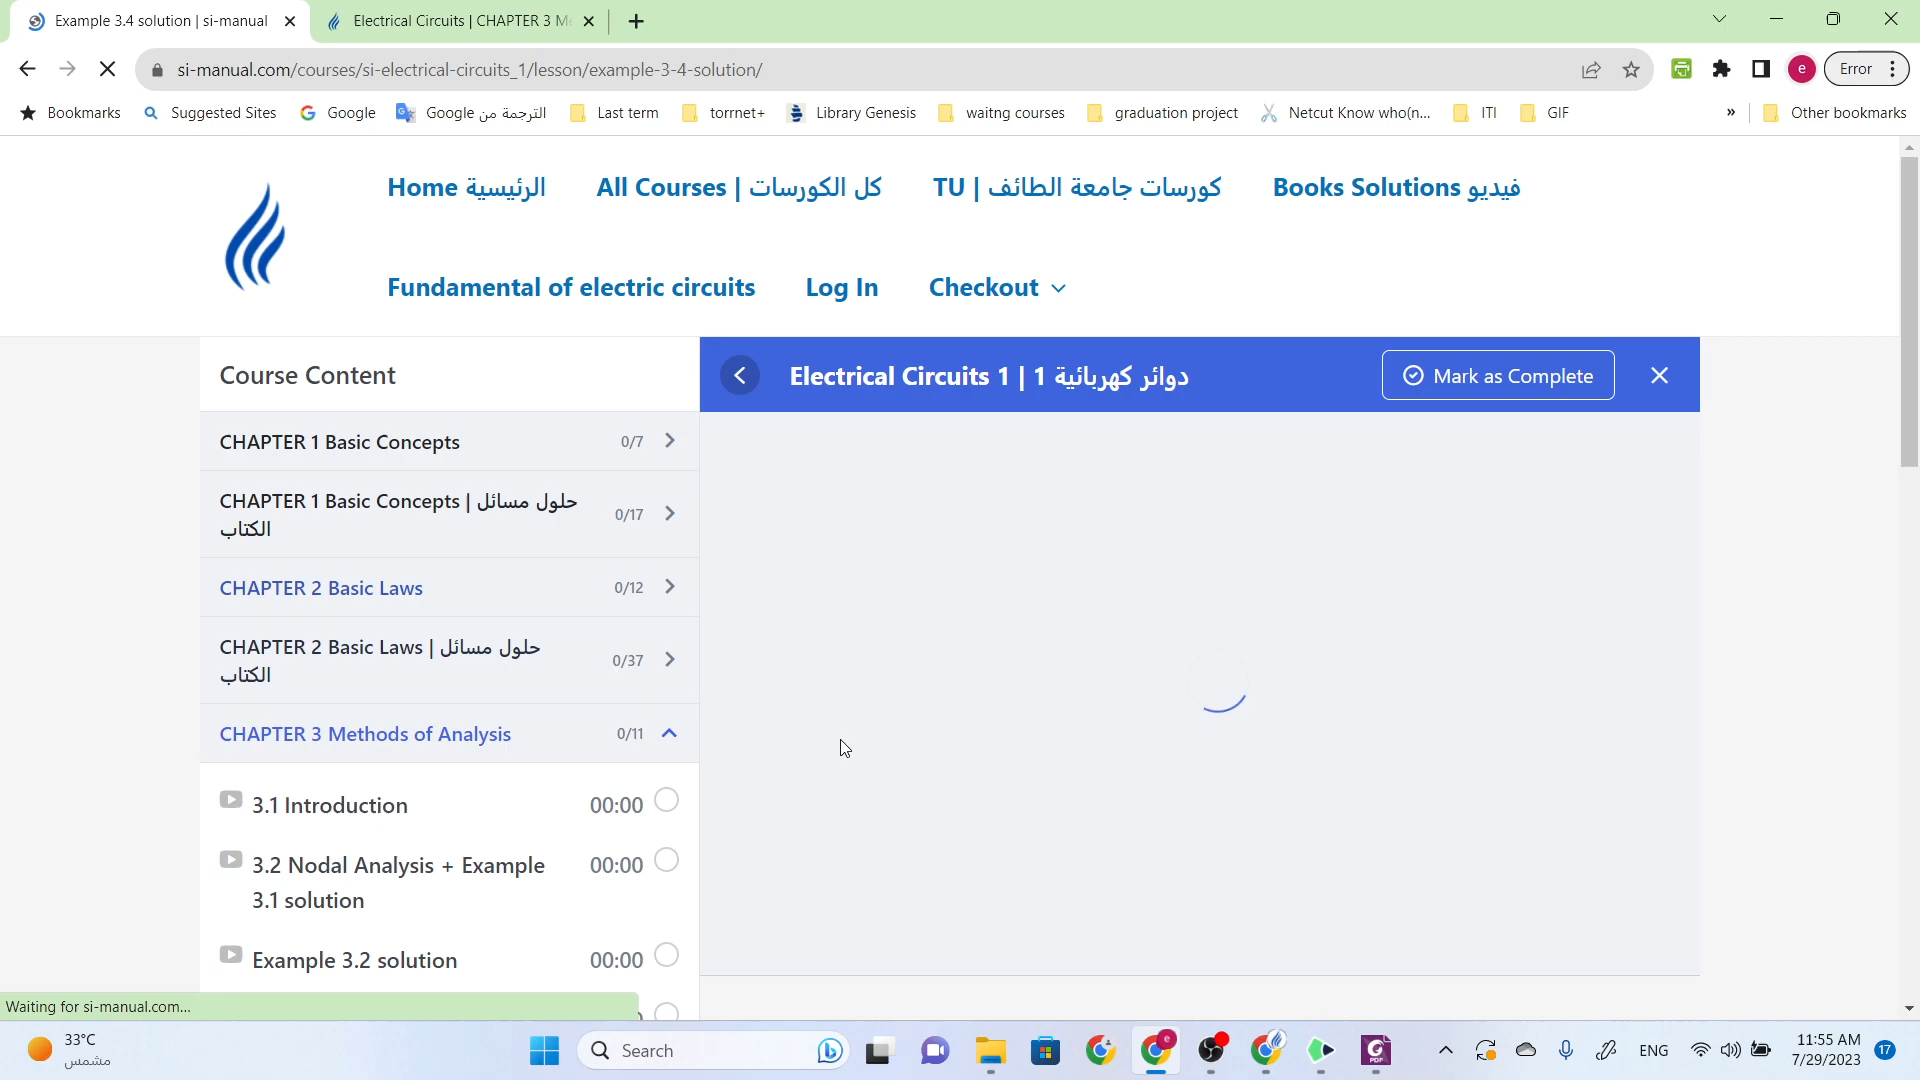 Example 3.4 solution | si-manual
Electrical Circuits | CHAPTER 3 M
si-manual.com/courses/si-electrical-circuits_1/lesson/example-3-4-solution/
e
Error
Bookmarks
Suggested Sites
Google
الترجمة من Google
Last term
torrnet+
Library Genesis
waitng courses
graduation project
Netcut Know who(n...
ITI
GIF
»
Other bookmarks
Home الرئيسية
All Courses | كل الكورسات
TU | كورسات جامعة الطائف
Books Solutions فيديو
Fundamental of electric circuits
Log In
Checkout
Course Content
Electrical Circuits 1 | دوائر كهربائية 1
Mark as Complete
CHAPTER 1 Basic Concepts 0/7
CHAPTER 1 Basic Concepts | حلول مسائل
الكتاب
0/17
CHAPTER 2 Basic Laws 0/12
CHAPTER 2 Basic Laws | حلول مسائل
الكتاب
0/37
CHAPTER 3 Methods of Analysis 0/11
3.1 Introduction 00:00
3.2 Nodal Analysis + Example
3.1 solution
00:00
Example 3.2 solution 00:00
Waiting for si-manual.com...
33°C
مشمس
Search
e
PDF
ENG
11:55 AM
7/29/2023
17